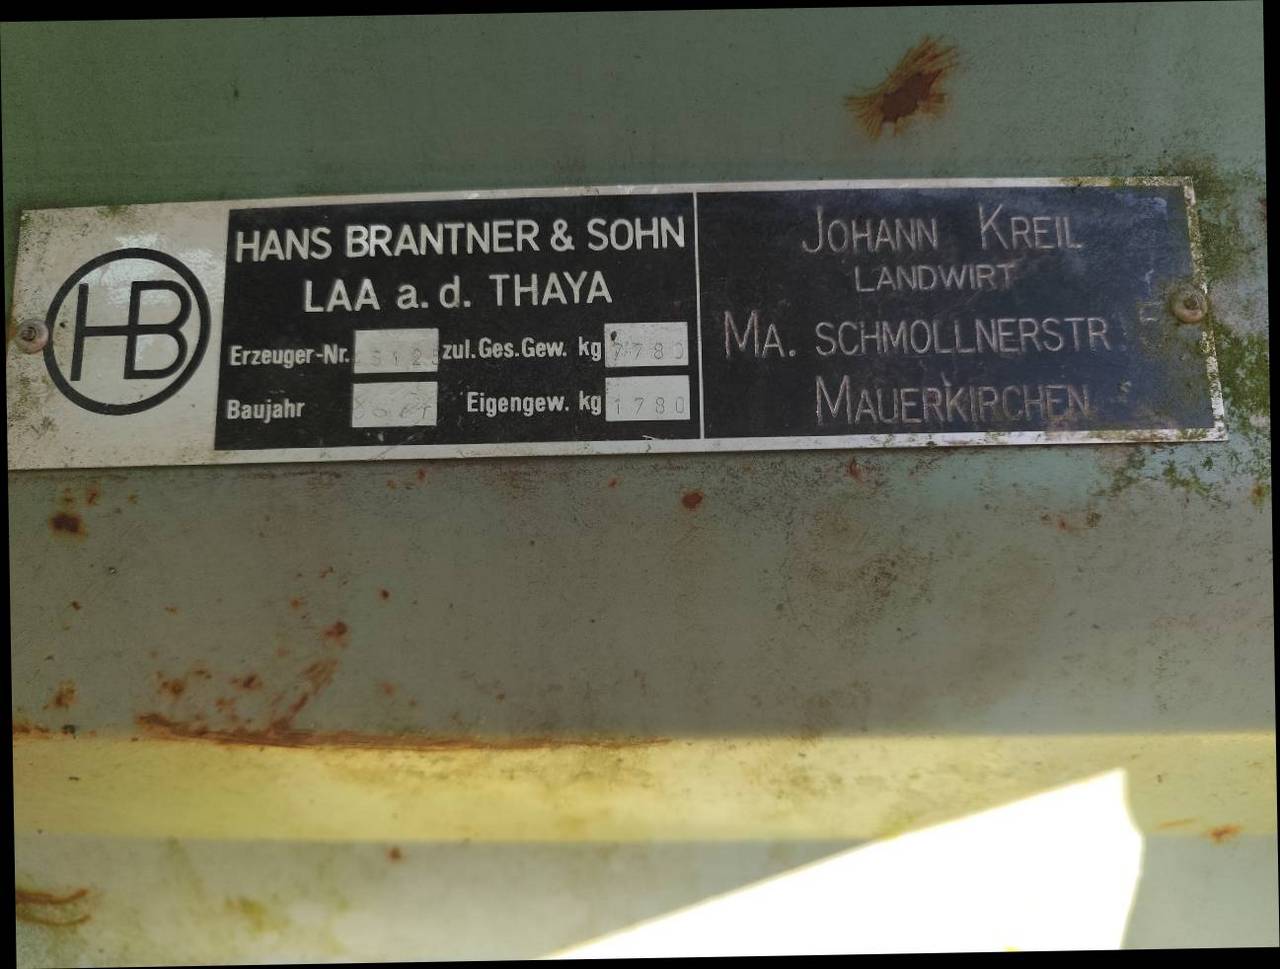 HB
HANS BRANTNER & SOHN
LAA a.d. THAYA
Erzeuger-Nr. zul.Ges.Gew. kg 7780
Baujahr Eigengew. kg 1780
JOHANN KREIL
LANDWIRT
MA. SCHMOLLNERSTR
MAUERKIRCHEN